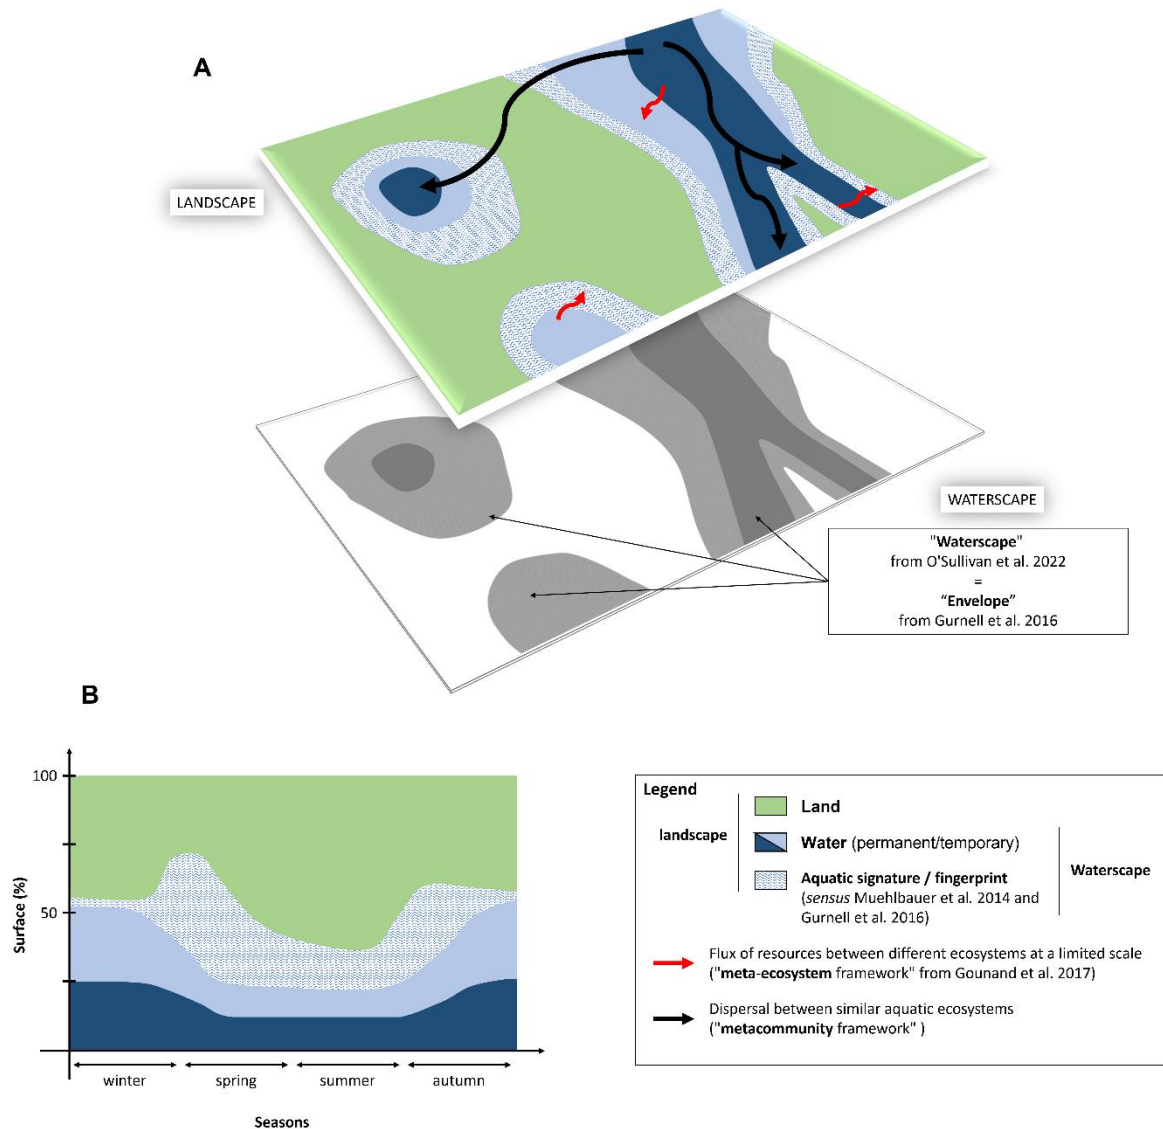 A
LANDSCAPE
WATERSCAPE
"Waterscape"
from O'Sullivan et al. 2022
=
“Envelope”
from Gurnell et al. 2016
B
100
50
Surface (%)
winter
spring
summer
autumn
Seasons
Legend
landscape
Land
Water (permanent/temporary)
Aquatic signature / fingerprint
(sensus Muehlbauer et al. 2014 and
Gurnell et al. 2016)
Waterscape
Flux of resources between different ecosystems at a limited scale
("meta-ecosystem framework" from Gounand et al. 2017)
Dispersal between similar aquatic ecosystems
("metacommunity framework" )